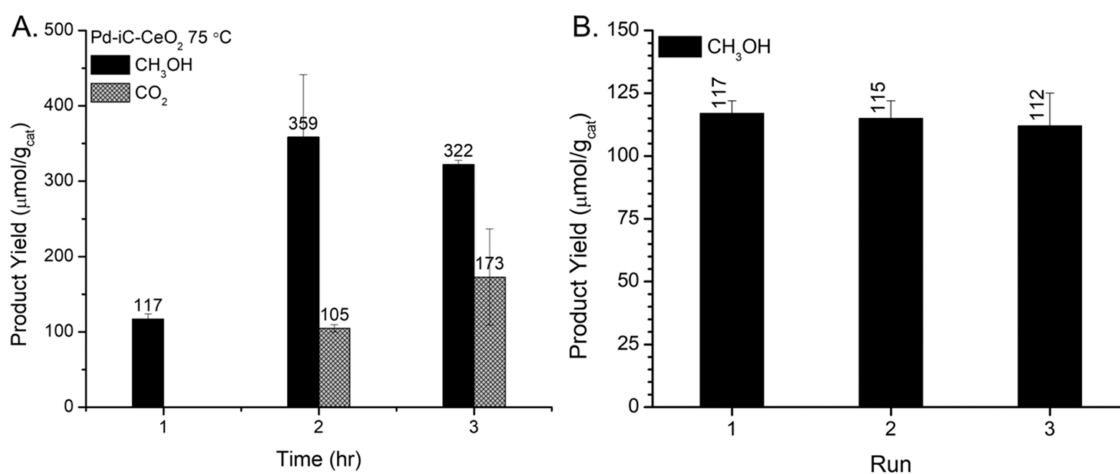 A.
Pd-iC-CeO₂ 75 °C
CH₃OH
CO₂
Product Yield (μmol/g_cat)
500
400
300
200
100
0
117
359
105
322
173
1 2 3
Time (hr)
B.
CH₃OH
Product Yield (μmol/g_cat)
150
125
100
75
50
25
0
117
115
112
1 2 3
Run